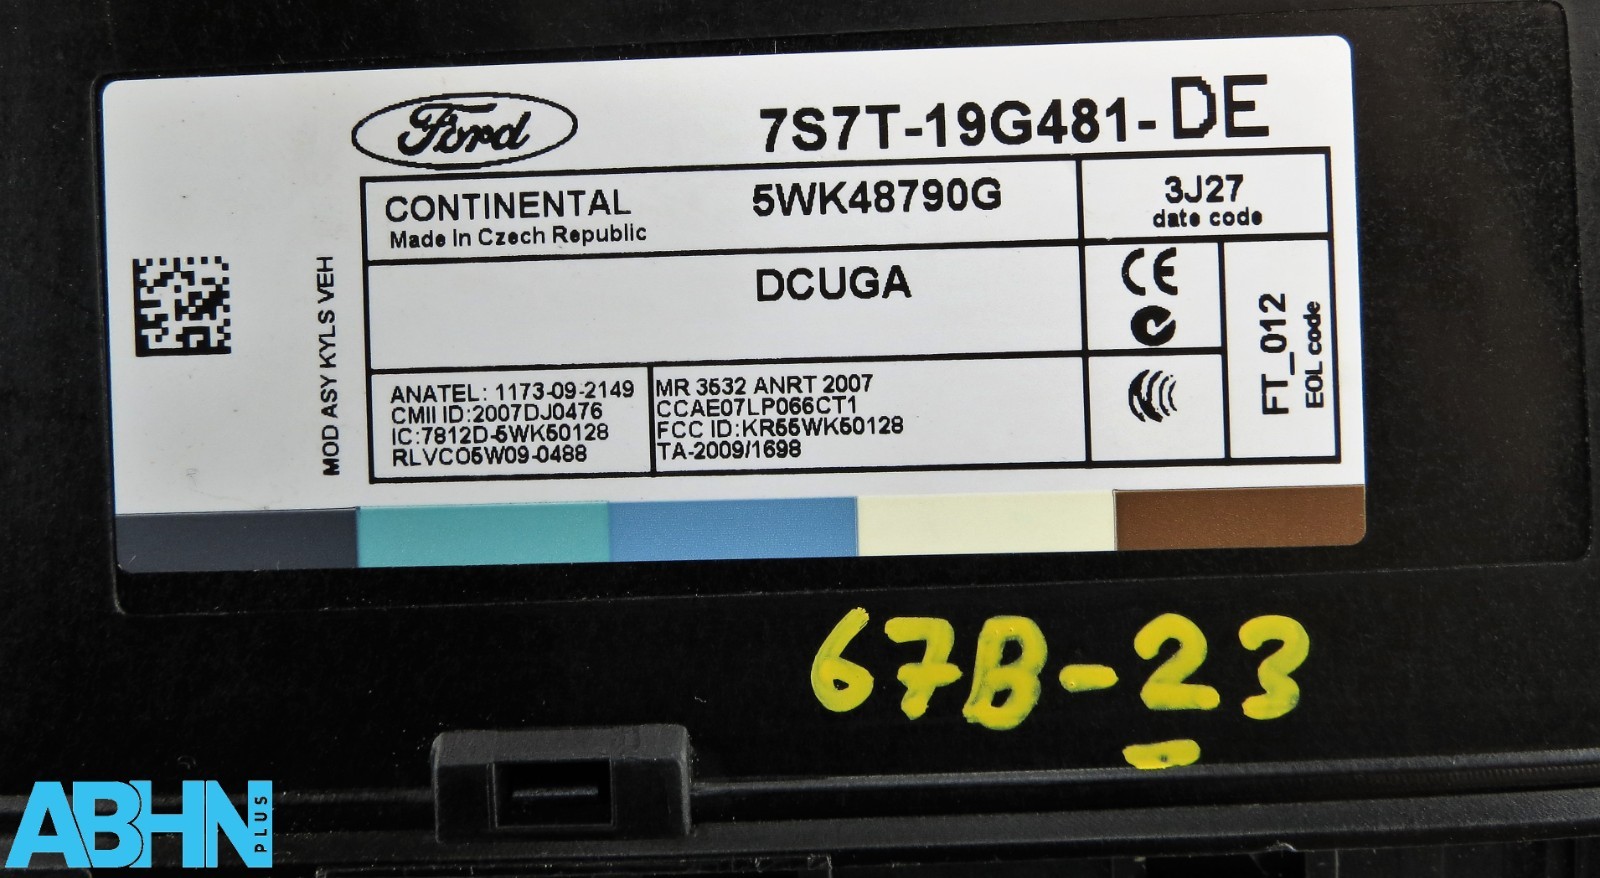 Ford
7S7T-19G481-DE
CONTINENTAL
Made In Czech Republic
5WK48790G
3J27
date code
DCUGA
CE
FT_012
EOL code
MOD ASY KYLS VEH
ANATEL: 1173-09-2149
CMII ID:2007DJ0476
IC:7812D-5WK50128
RLVCO5W09-0488
MR 3532 ANRT 2007
CCAE07LP066CT1
FCC ID:KR55WK50128
TA-2009/1698
67B-23
ABHN
PLUS